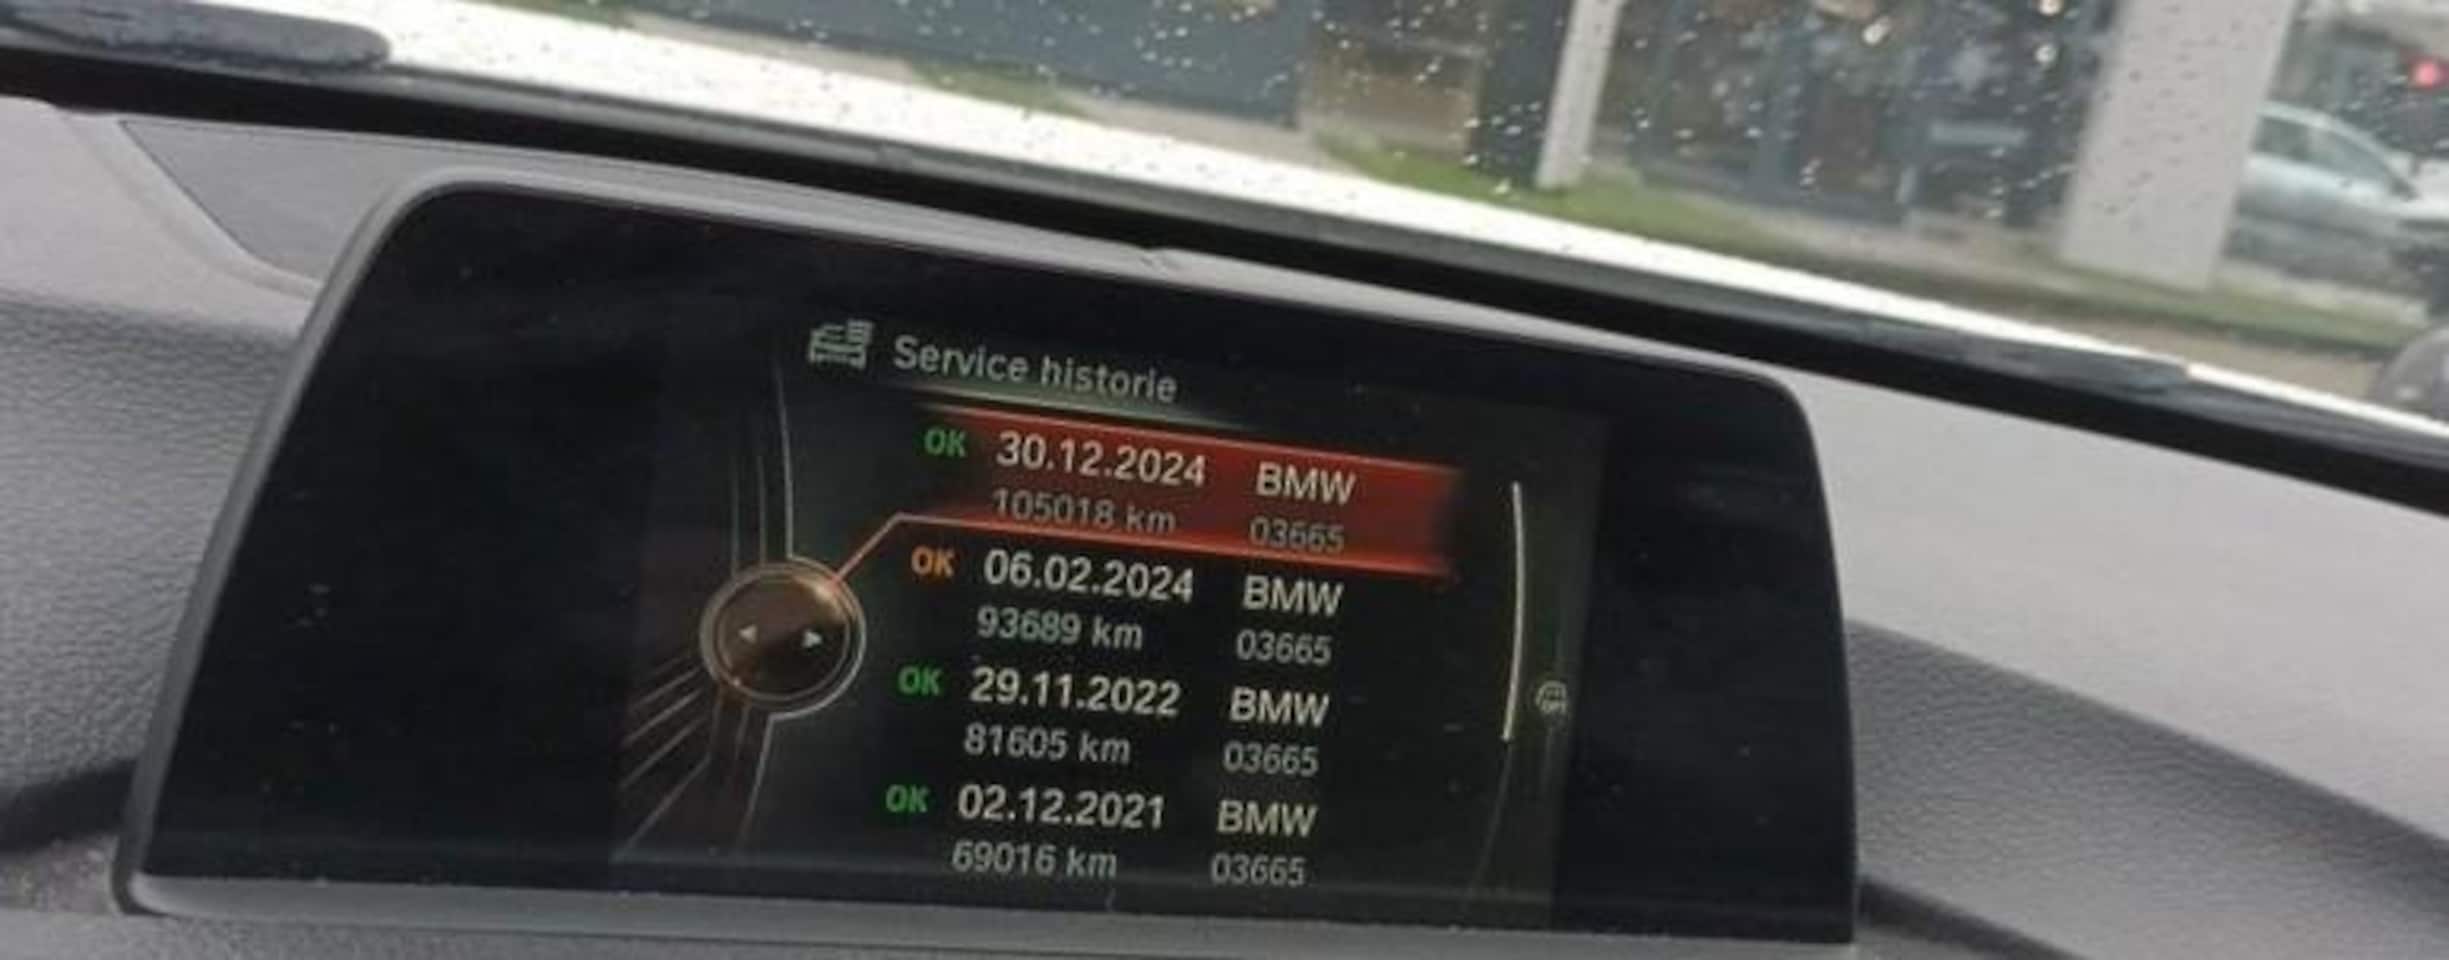 Service historie
OK 30.12.2024 BMW
105018 km 03665
OK 06.02.2024 BMW
93689 km 03665
OK 29.11.2022 BMW
81605 km 03665
OK 02.12.2021 BMW
69016 km 03665